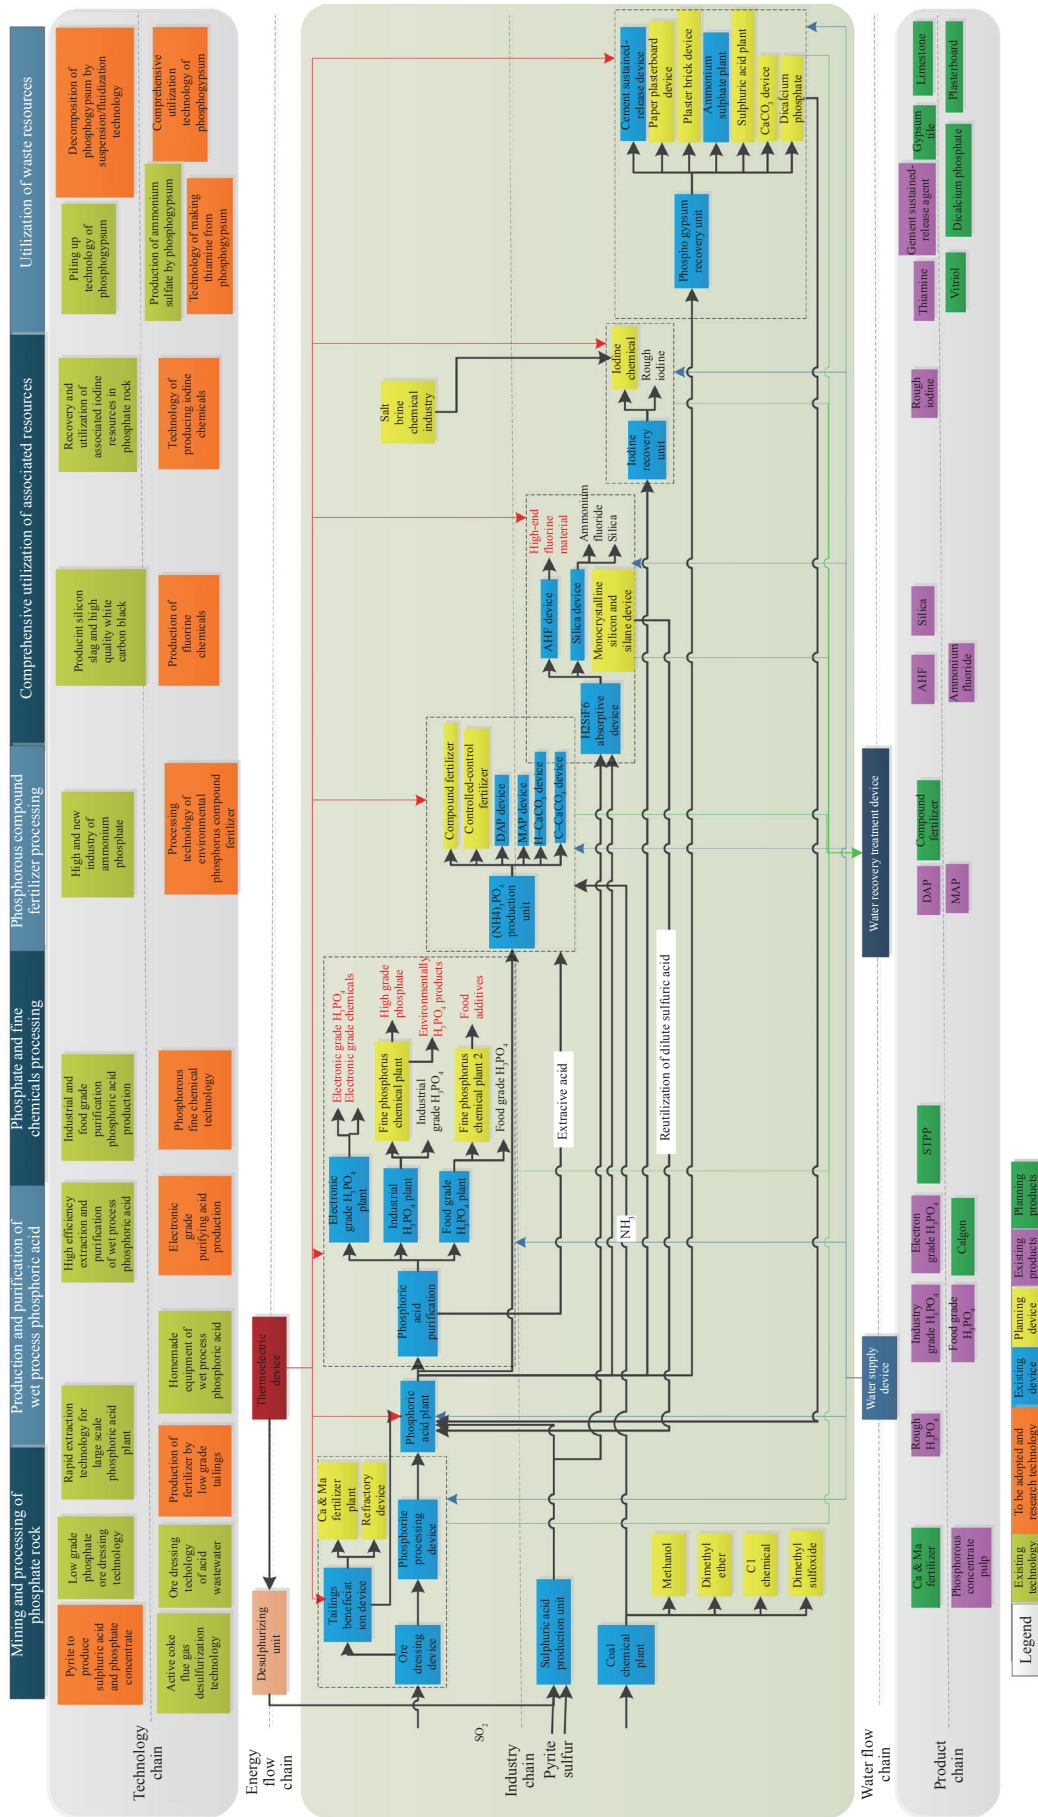 Mining and processing of
phosphate rock
Production and purification of
wet process phosphoric acid
Phosphate and fine
chemicals processing
Phosphorous compound
fertilizer processing
Comprehensive utilization of associated resources
Utilization of waste resources
Technology
chain
Pyrite to
produce
sulphuric acid
and phosphate
concentrate
Low grade
phosphate
ore dressing
technology
Rapid extraction
technology for
large scale
phosphoric acid
plant
High efficiency
extraction and
purification
of wet process
phosphoric acid
Industrial and
food grade
purification
phosphoric acid
production
High and new
industry of
ammonium
phosphate
Producint silicon
slag and high
quality white
carbon black
Recovery and
utilization of
associated iodine
resources in
phosphate rock
Piling up
technology of
phosphogypsum
Decomposition of
phosphogypsum by
suspension/fluidization
technology
Active coke
flue gas
desulfurization
technology
Ore dressing
techology
of acid
wastewater
Production of
fertilizer by
low grade
tailings
Homemade
equipment of
wet process
phosphoric acid
Electronic
grade
purifying acid
production
Phosphorous
fine chemical
technology
Processing
technology of
environmental
phosphorus compound
feritlizer
Production of
fluorine
chemicals
Technology of
producing iodine
chemicals
Production of ammonium
sulfate by phosphogypsum
Technology of making
thiamine from
phosphogypsum
Comprehensive
utilization
technology of
phosphogypsum
Energy
flow
chain
Desulphurizing
unit
Thermoelectric
device
Industry
chain
SO2
Pyrite
sulfur
Ore
dressing
device
Tailings
beneficiat
ion device
Ca & Ma
fertilizer
plant
Refractory
device
Phosphorite
processing
device
Phosphoric
acid plant
Sulphuric acid
production unit
Coal
chemical
plant
Methanol
Dimethyl
ether
C1
chemical
Dimethyl
sulfoxide
Phosphoric
acid
purification
Electronic
grade H3PO4
plant
Industrial
H3PO4 plant
Food grade
H3PO4 plant
Electronic grade H3PO4
Electronic grade chemicals
Fine phosphorus
chemical plant
High grade
phosphate
Environmentally
H3PO4 products
Industrial
grade H3PO4
Fine phosphorus
chemical plant 2
Food
additives
Food grade H3PO4
Extracive acid
NH3
Reutilization of dilute sulfuric acid
(NH4)3PO4
production
unit
Compound fertilizer
Controlled-control
fertilizer
DAP device
MAP device
H–CaCO3 device
C–CaCO3 device
H2SiF6
absorptive
device
AHF device
Silica device
Monocrystalline
silicon and
silane device
High-end
fluorine
material
Ammonium
fluoride
Silica
Salt
brine
chemical
industry
Iodine
recovery
unit
Iodine
chemical
Rough
iodine
Phospho gypsum
recovery unit
Cement sustained-
release device
Paper plasterboard
device
Plaster brick device
Ammonium
sulphate plant
Sulphuric acid plant
CaCO3 device
Dicalcium
phosphate
Water flow
chain
Water supply
device
Water recovery treatment device
Product
chain
Ca & Ma
fertilizer
Phosphorous
concentrate
pulp
Rough
H3PO4
Industry
grade H3PO4
Food grade
H3PO4
Electron
grade H3PO4
Calgon
STPP
DAP
MAP
Compound
fertilizer
AHF
Ammonium
fluoride
Silica
Rough
iodine
Thiamine
Vitriol
Gement sustained-
release agent
Dicalcium phosphate
Gypsum
tile
Limestone
Plasterboard
Legend
Existing
technology
To be adopted and
research technology
Existing
device
Planning
device
Existing
products
Planning
products